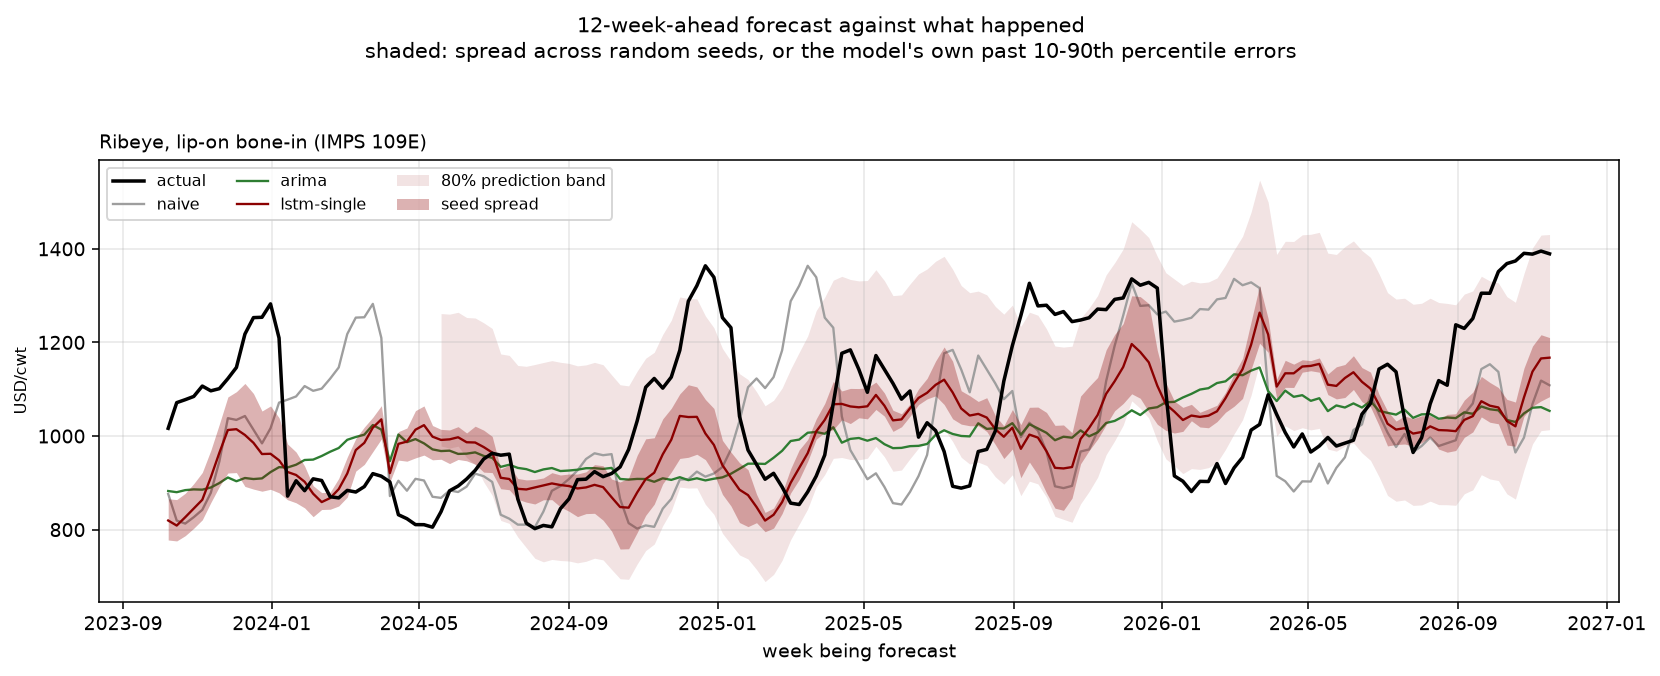 12-week-ahead forecast against what happened
shaded: spread across random seeds, or the model's own past 10-90th percentile errors
Ribeye, lip-on bone-in (IMPS 109E)
actual
naive
arima
lstm-single
80% prediction band
seed spread
USD/cwt
1400
1200
1000
800
2023-09 2024-01 2024-05 2024-09 2025-01 2025-05 2025-09 2026-01 2026-05 2026-09 2027-01
week being forecast